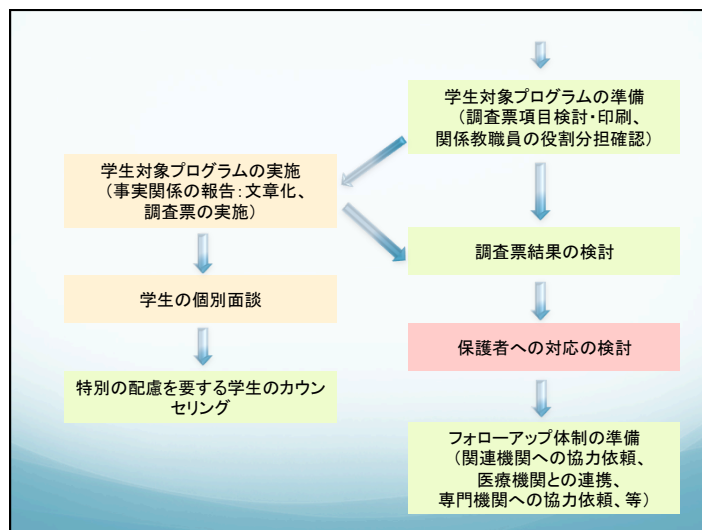 学生対象プログラムの準備
（調査票項目検討・印刷、
関係教職員の役割分担確認）
学生対象プログラムの実施
（事実関係の報告：文章化、
調査票の実施）
調査票結果の検討
学生の個別面談
保護者への対応の検討
特別の配慮を要する学生のカウン
セリング
フォローアップ体制の準備
（関連機関への協力依頼、
医療機関との連携、
専門機関への協力依頼、等）